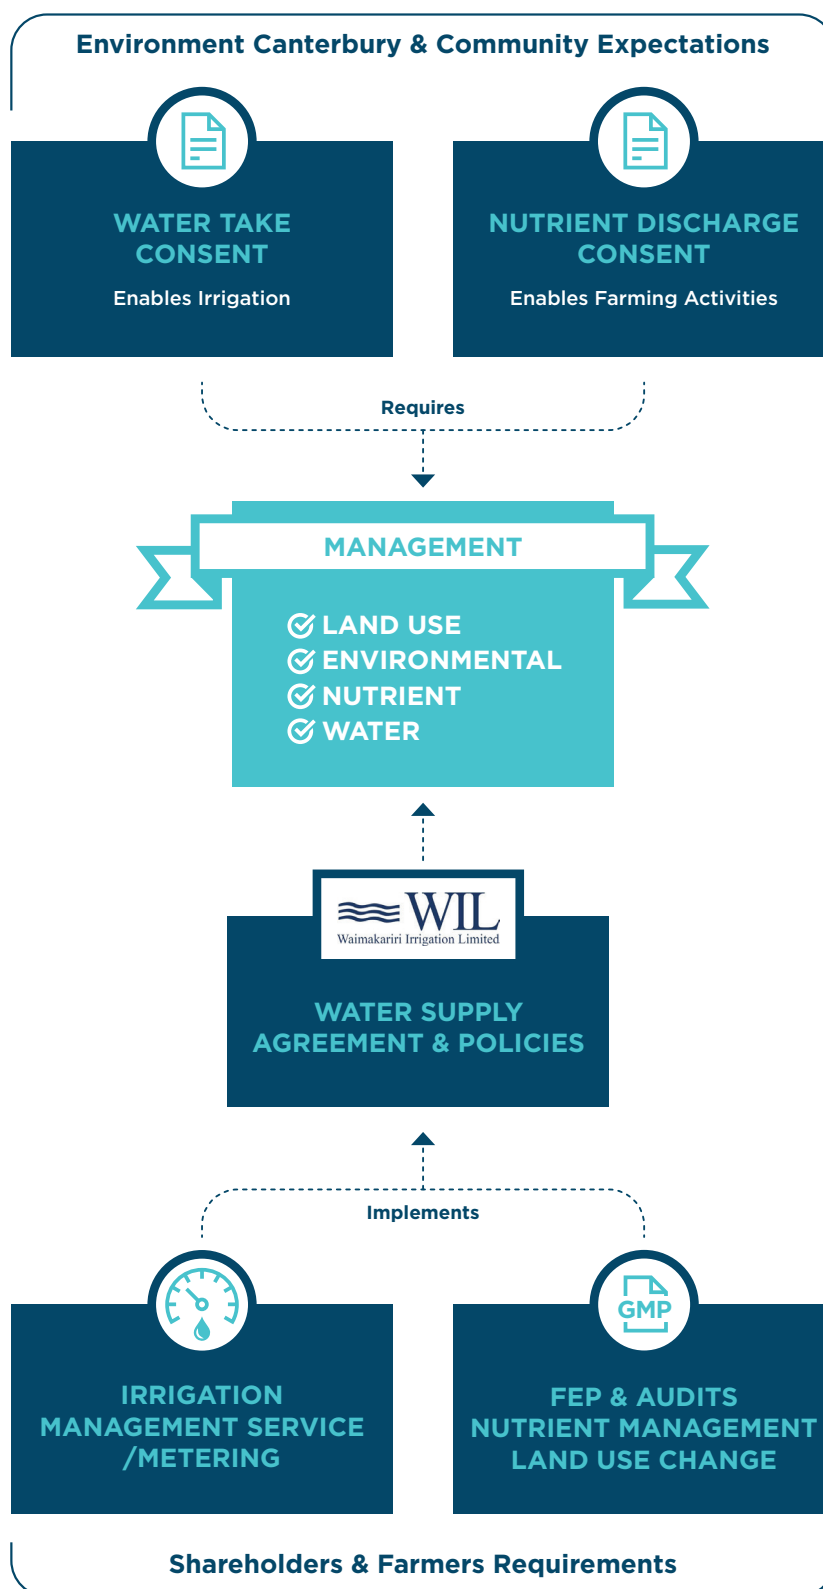 Environment Canterbury & Community Expectations
WATER TAKE
CONSENT
Enables Irrigation
NUTRIENT DISCHARGE
CONSENT
Enables Farming Activities
Requires
MANAGEMENT
LAND USE
ENVIRONMENTAL
NUTRIENT
WATER
WIL
Waimakariri Irrigation Limited
WATER SUPPLY
AGREEMENT & POLICIES
Implements
IRRIGATION
MANAGEMENT SERVICE
/METERING
GMP
FEP & AUDITS
NUTRIENT MANAGEMENT
LAND USE CHANGE
Shareholders & Farmers Requirements